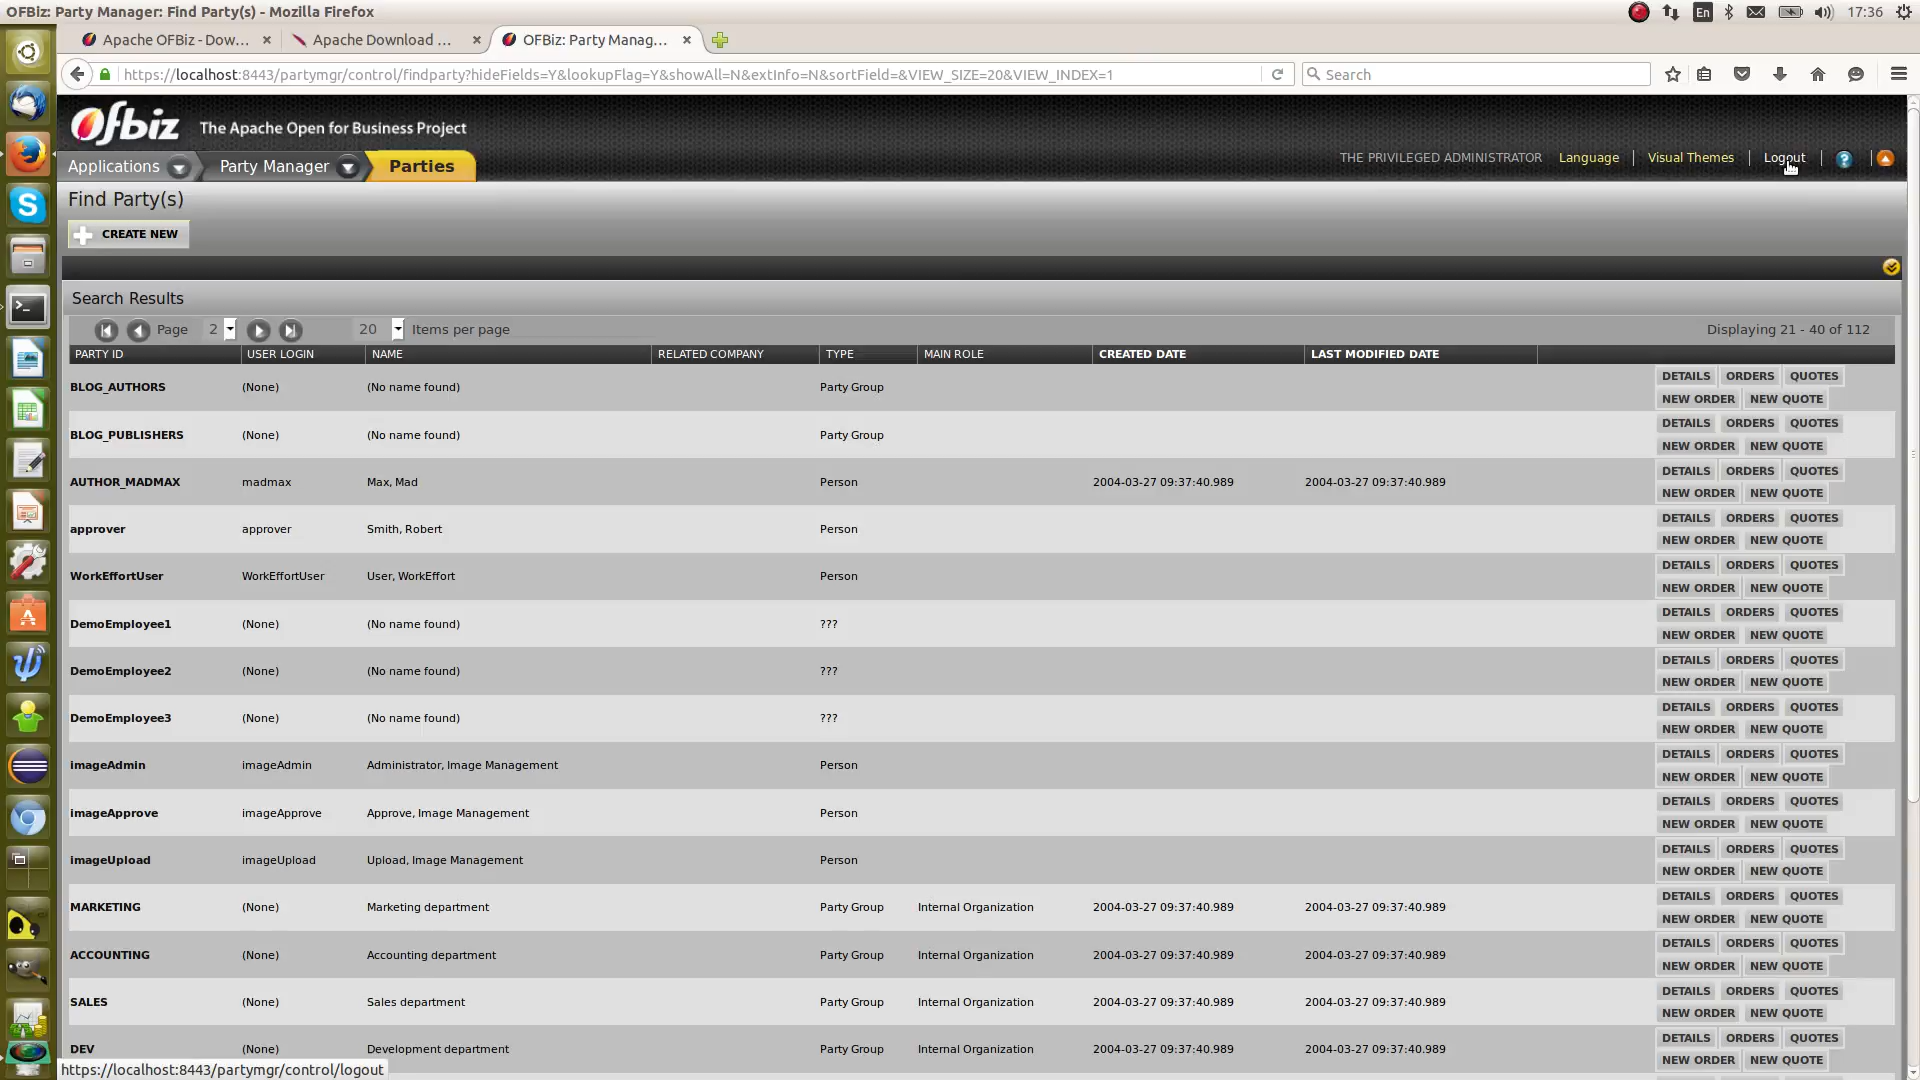 OFBiz: Party Manager: Find Party(s) - Mozilla Firefox
En
17:36
Apache OFBiz - Dow...
Apache Download ...
OFBiz: Party Manag...
https://localhost:8443/partymgr/control/findparty?hideFields=Y&lookupFlag=Y&showAll=N&extInfo=N&sortField=&VIEW_SIZE=20&VIEW_INDEX=1
Search
Ofbiz The Apache Open for Business Project
Applications Party Manager Parties
THE PRIVILEGED ADMINISTRATOR Language Visual Themes Logout ?
Find Party(s)
CREATE NEW
Search Results
Page 2 20 Items per page Displaying 21 - 40 of 112
PARTY ID USER LOGIN NAME RELATED COMPANY TYPE MAIN ROLE CREATED DATE LAST MODIFIED DATE
BLOG_AUTHORS (None) (No name found) Party Group DETAILS ORDERS QUOTES
NEW ORDER NEW QUOTE
BLOG_PUBLISHERS (None) (No name found) Party Group DETAILS ORDERS QUOTES
NEW ORDER NEW QUOTE
AUTHOR_MADMAX madmax Max, Mad Person 2004-03-27 09:37:40.989 2004-03-27 09:37:40.989 DETAILS ORDERS QUOTES
NEW ORDER NEW QUOTE
approver approver Smith, Robert Person DETAILS ORDERS QUOTES
NEW ORDER NEW QUOTE
WorkEffortUser WorkEffortUser User, WorkEffort Person DETAILS ORDERS QUOTES
NEW ORDER NEW QUOTE
DemoEmployee1 (None) (No name found) ??? DETAILS ORDERS QUOTES
NEW ORDER NEW QUOTE
DemoEmployee2 (None) (No name found) ??? DETAILS ORDERS QUOTES
NEW ORDER NEW QUOTE
DemoEmployee3 (None) (No name found) ??? DETAILS ORDERS QUOTES
NEW ORDER NEW QUOTE
imageAdmin imageAdmin Administrator, Image Management Person DETAILS ORDERS QUOTES
NEW ORDER NEW QUOTE
imageApprove imageApprove Approve, Image Management Person DETAILS ORDERS QUOTES
NEW ORDER NEW QUOTE
imageUpload imageUpload Upload, Image Management Person DETAILS ORDERS QUOTES
NEW ORDER NEW QUOTE
MARKETING (None) Marketing department Party Group Internal Organization 2004-03-27 09:37:40.989 2004-03-27 09:37:40.989 DETAILS ORDERS QUOTES
NEW ORDER NEW QUOTE
ACCOUNTING (None) Accounting department Party Group Internal Organization 2004-03-27 09:37:40.989 2004-03-27 09:37:40.989 DETAILS ORDERS QUOTES
NEW ORDER NEW QUOTE
SALES (None) Sales department Party Group Internal Organization 2004-03-27 09:37:40.989 2004-03-27 09:37:40.989 DETAILS ORDERS QUOTES
NEW ORDER NEW QUOTE
DEV (None) Development department Party Group Internal Organization 2004-03-27 09:37:40.989 2004-03-27 09:37:40.989 DETAILS ORDERS QUOTES
NEW ORDER NEW QUOTE
https://localhost:8443/partymgr/control/logout